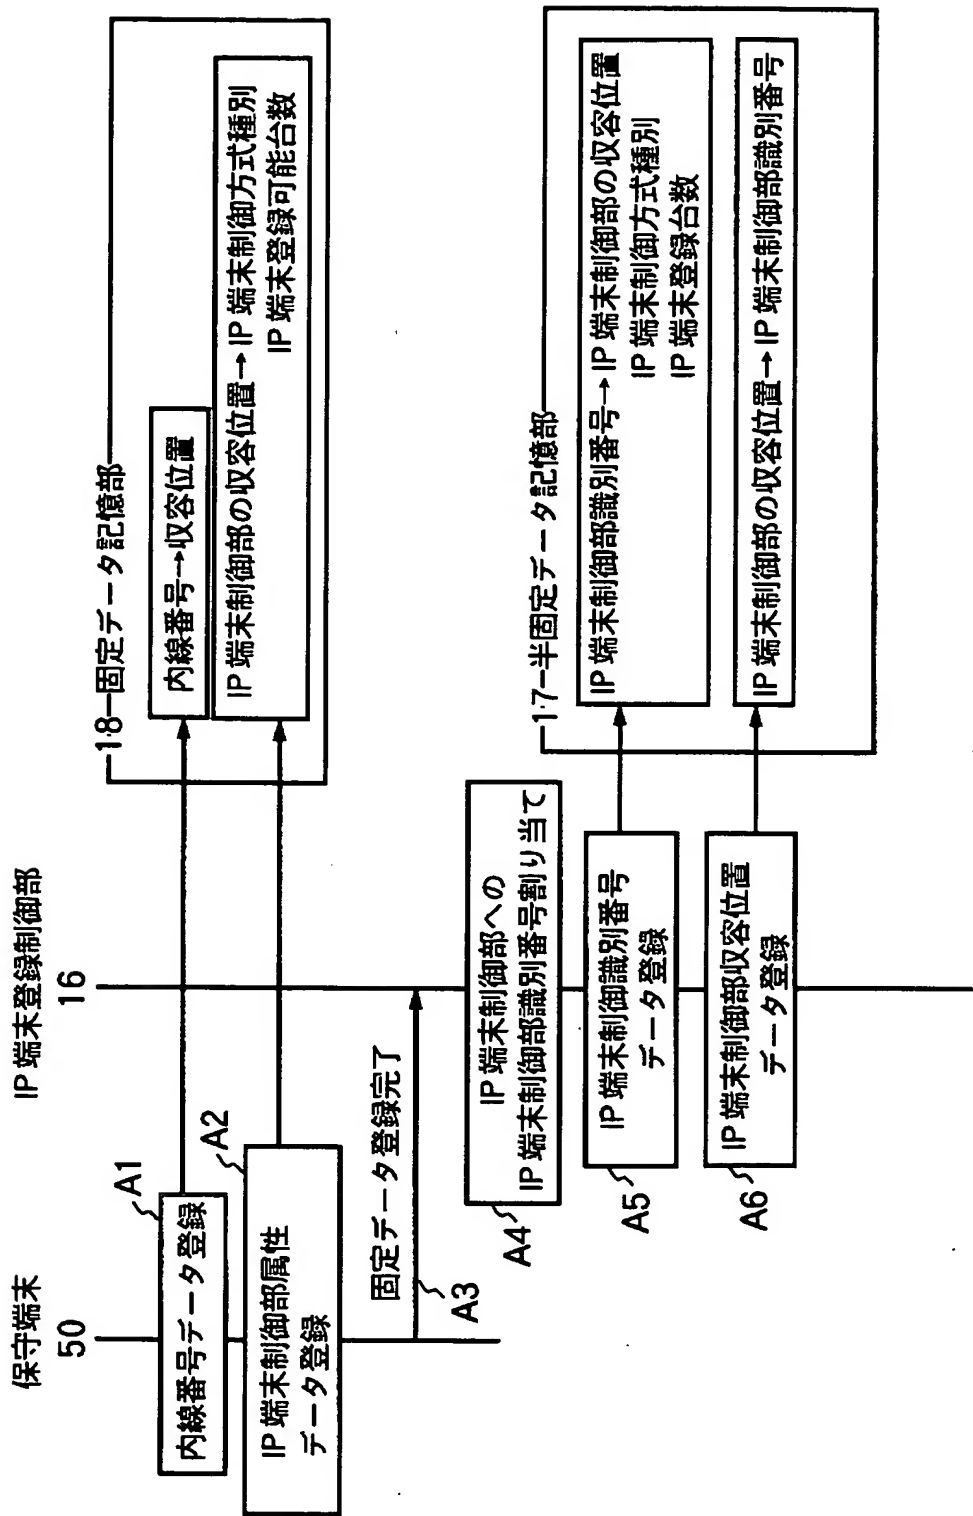 保守端末
50
IP 端末登録制御部
16
内線番号データ登録
A1
IP 端末制御部属性
データ登録
A2
固定データ登録完了
A3
18 固定データ記憶部
内線番号→収容位置
IP 端末制御部の収容位置→IP 端末制御方式種別
IP 端末登録可能台数
IP 端末制御部への
IP 端末制御部識別番号割り当て
A4
IP 端末制御識別番号
データ登録
A5
IP 端末制御部収容位置
データ登録
A6
17 半固定データ記憶部
IP 端末制御部識別番号→IP 端末制御部の収容位置
IP 端末制御方式種別
IP 端末登録台数
IP 端末制御部の収容位置→IP 端末制御部識別番号